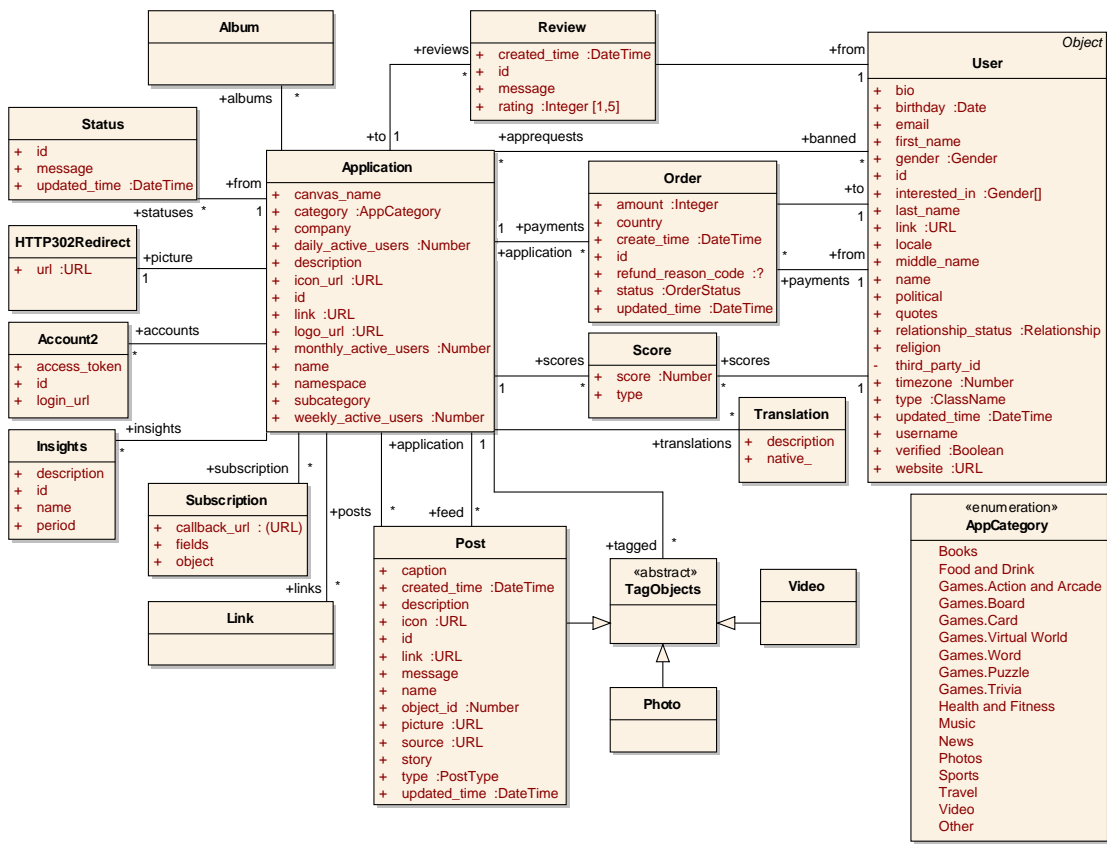 Album
+albums *
Review
+ created_time :DateTime
+ id
+ message
+ rating :Integer [1,5]
+reviews
*
+to 1
+from
1
Object
User
+ bio
+ birthday :Date
+ email
+ first_name
+ gender :Gender
+ id
+ interested_in :Gender[]
+ last_name
+ link :URL
+ locale
+ middle_name
+ name
+ political
+ quotes
+ relationship_status :Relationship
+ religion
- third_party_id
+ timezone :Number
+ type :ClassName
+ updated_time :DateTime
+ username
+ verified :Boolean
+ website :URL
Status
+ id
+ message
+ updated_time :DateTime
+from
1
+statuses *
+apprequests
*
+banned
*
Application
+ canvas_name
+ category :AppCategory
+ company
+ daily_active_users :Number
+ description
+ icon_url :URL
+ id
+ link :URL
+ logo_url :URL
+ monthly_active_users :Number
+ name
+ namespace
+ subcategory
+ weekly_active_users :Number
Order
+ amount :Integer
+ country
+ create_time :DateTime
+ id
+ refund_reason_code :?
+ status :OrderStatus
+ updated_time :DateTime
1 +payments
+application *
+to
1
+from
*
+payments 1
HTTP302Redirect
+ url :URL
+picture
1
Account2
+ access_token
+ id
+ login_url
+accounts
*
Score
+ score :Number
+ type
+scores
1 *
+scores
* 1
Insights
+ description
+ id
+ name
+ period
+insights
*
Translation
+ description
+ native_
*
+translations
+application 1
+subscription *
Subscription
+ callback_url : (URL)
+ fields
+ object
+posts *
+feed *
+links *
Link
Post
+ caption
+ created_time :DateTime
+ description
+ icon :URL
+ id
+ link :URL
+ message
+ name
+ object_id :Number
+ picture :URL
+ source :URL
+ story
+ type :PostType
+ updated_time :DateTime
+tagged *
«abstract»
TagObjects
Video
Photo
«enumeration»
AppCategory
Books
Food and Drink
Games.Action and Arcade
Games.Board
Games.Card
Games.Virtual World
Games.Word
Games.Puzzle
Games.Trivia
Health and Fitness
Music
News
Photos
Sports
Travel
Video
Other